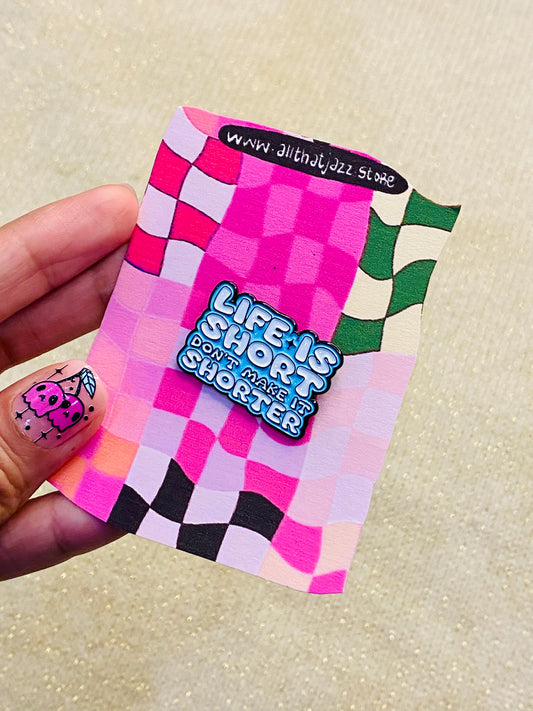 www.allthatjazz.store
LIFE IS
SHORT
DON'T MAKE IT
SHORTER